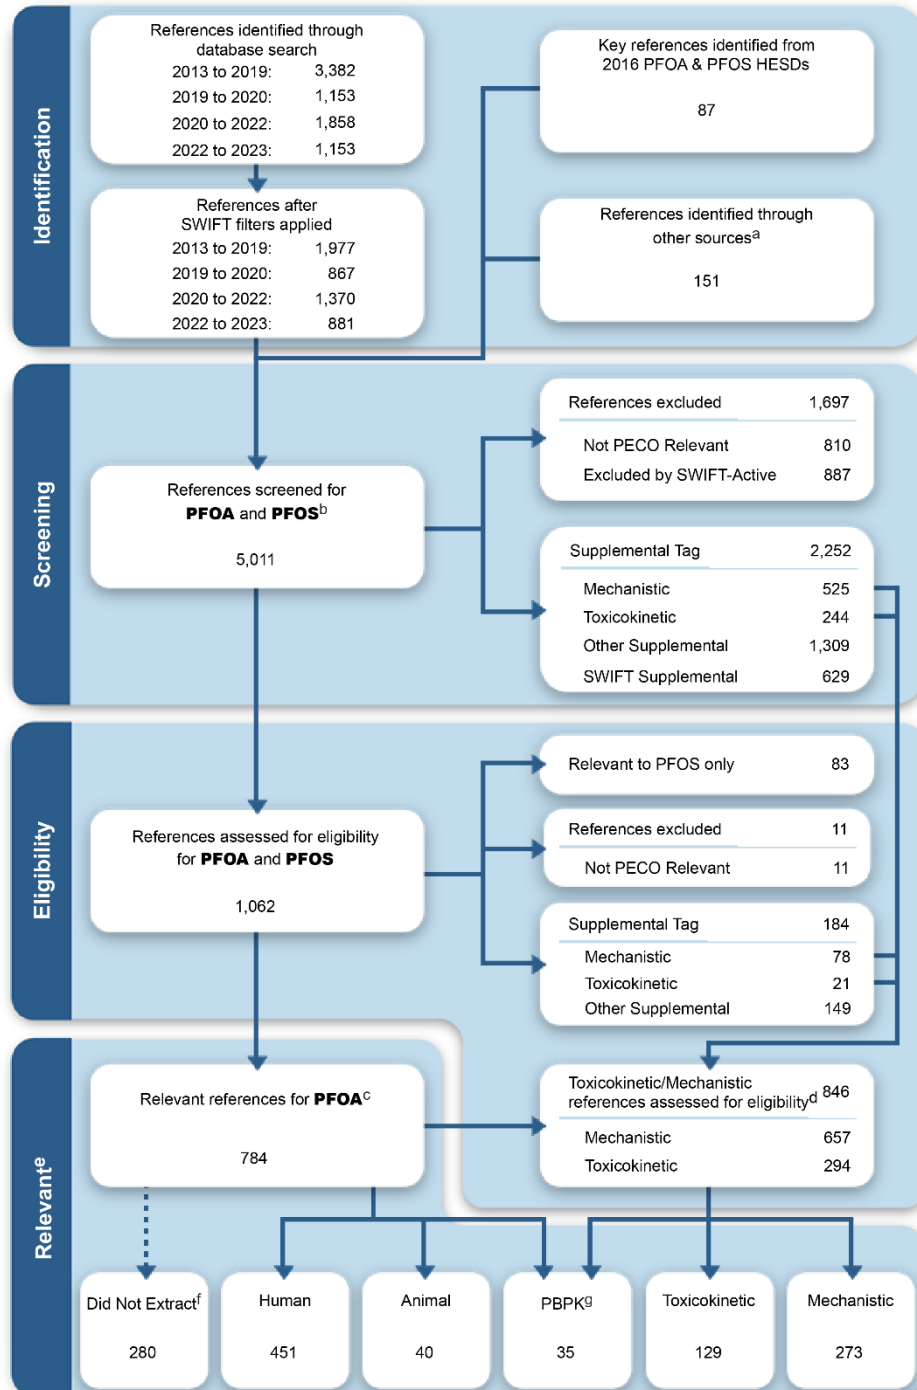 Identification
References identified through
database search
2013 to 2019: 3,382
2019 to 2020: 1,153
2020 to 2022: 1,858
2022 to 2023: 1,153
References after
SWIFT filters applied
2013 to 2019: 1,977
2019 to 2020: 867
2020 to 2022: 1,370
2022 to 2023: 881
Key references identified from
2016 PFOA & PFOS HESDs
87
References identified through
other sourcesa
151
Screening
References screened for
PFOA and PFOSb
5,011
References excluded 1,697
Not PECO Relevant 810
Excluded by SWIFT-Active 887
Supplemental Tag 2,252
Mechanistic 525
Toxicokinetic 244
Other Supplemental 1,309
SWIFT Supplemental 629
Eligibility
References assessed for eligibility
for PFOA and PFOS
1,062
Relevant to PFOS only 83
References excluded 11
Not PECO Relevant 11
Supplemental Tag 184
Mechanistic 78
Toxicokinetic 21
Other Supplemental 149
Relevante
Relevant references for PFOAc
784
Toxicokinetic/Mechanistic
references assessed for eligibilityd 846
Mechanistic 657
Toxicokinetic 294
Did Not Extractf
280
Human
451
Animal
40
PBPKg
35
Toxicokinetic
129
Mechanistic
273